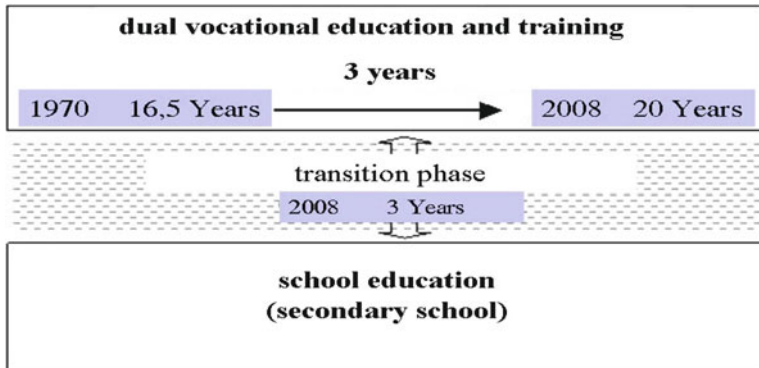 dual vocational education and training
3 years
1970 16,5 Years 2008 20 Years
transition phase
2008 3 Years
school education
(secondary school)